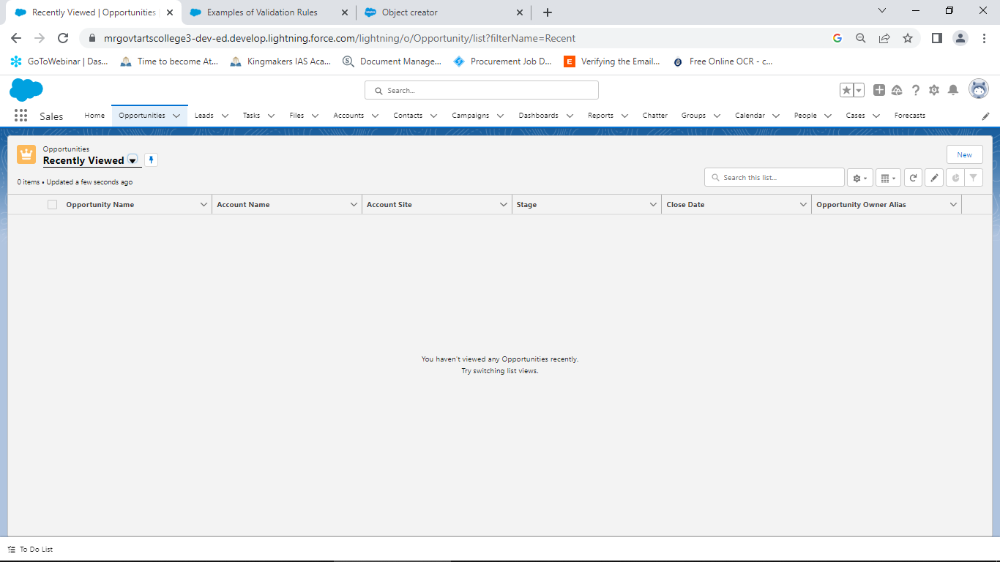 Recently Viewed | Opportunities
Examples of Validation Rules
Object creator
mrgovtartscollege3-dev-ed.develop.lightning.force.com/lightning/o/Opportunity/list?filterName=Recent
GoToWebinar | Das...
Time to become At...
Kingmakers IAS Aca...
Document Manage...
Procurement Job D...
Verifying the Email...
Free Online OCR - c...
Search...
Sales
Home
Opportunities
Leads
Tasks
Files
Accounts
Contacts
Campaigns
Dashboards
Reports
Chatter
Groups
Calendar
People
Cases
Forecasts
Opportunities
Recently Viewed
New
0 items • Updated a few seconds ago
Search this list...
Opportunity Name
Account Name
Account Site
Stage
Close Date
Opportunity Owner Alias
You haven't viewed any Opportunities recently.
Try switching list views.
To Do List